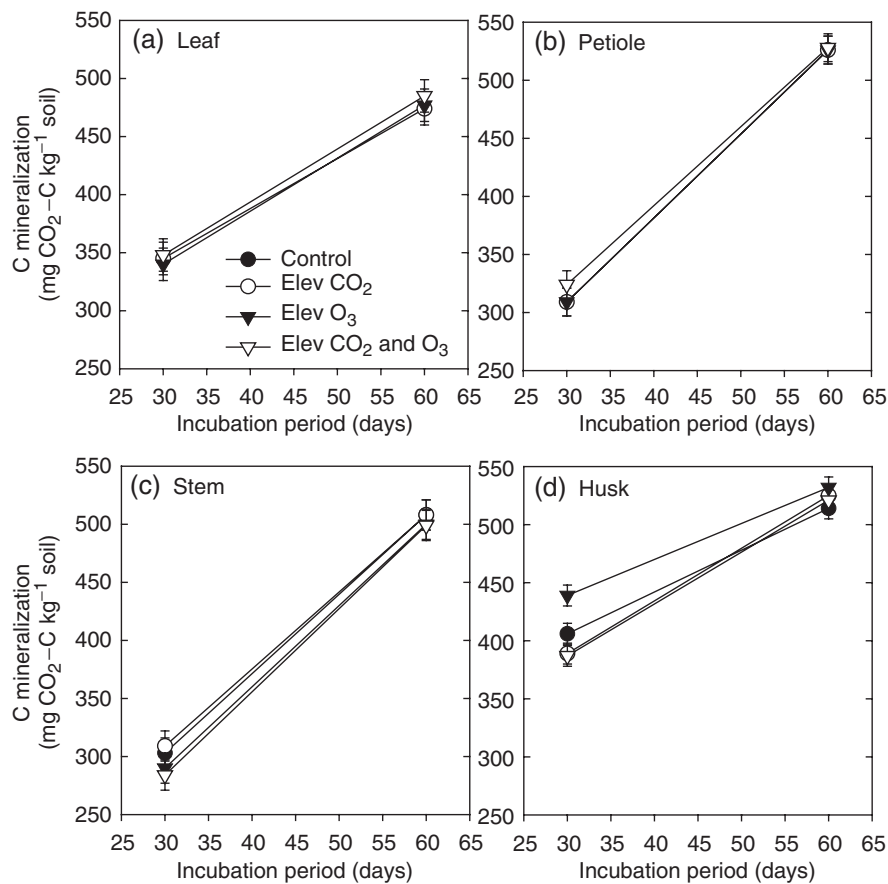 (a) Leaf
(b) Petiole
C mineralization
(mg CO₂–C kg⁻¹ soil)
550
500
450
400
350
300
250
Control
Elev CO₂
Elev O₃
Elev CO₂ and O₃
25 30 35 40 45 50 55 60 65
Incubation period (days)
550
500
450
400
350
300
250
25 30 35 40 45 50 55 60 65
Incubation period (days)
(c) Stem
(d) Husk
C mineralization
(mg CO₂–C kg⁻¹ soil)
550
500
450
400
350
300
250
25 30 35 40 45 50 55 60 65
Incubation period (days)
550
500
450
400
350
300
250
25 30 35 40 45 50 55 60 65
Incubation period (days)